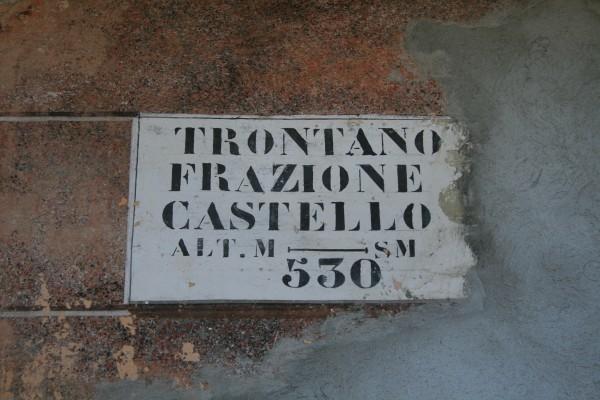 TRONTANO
FRAZIONE
CASTELLO
ALT. M — SM
530